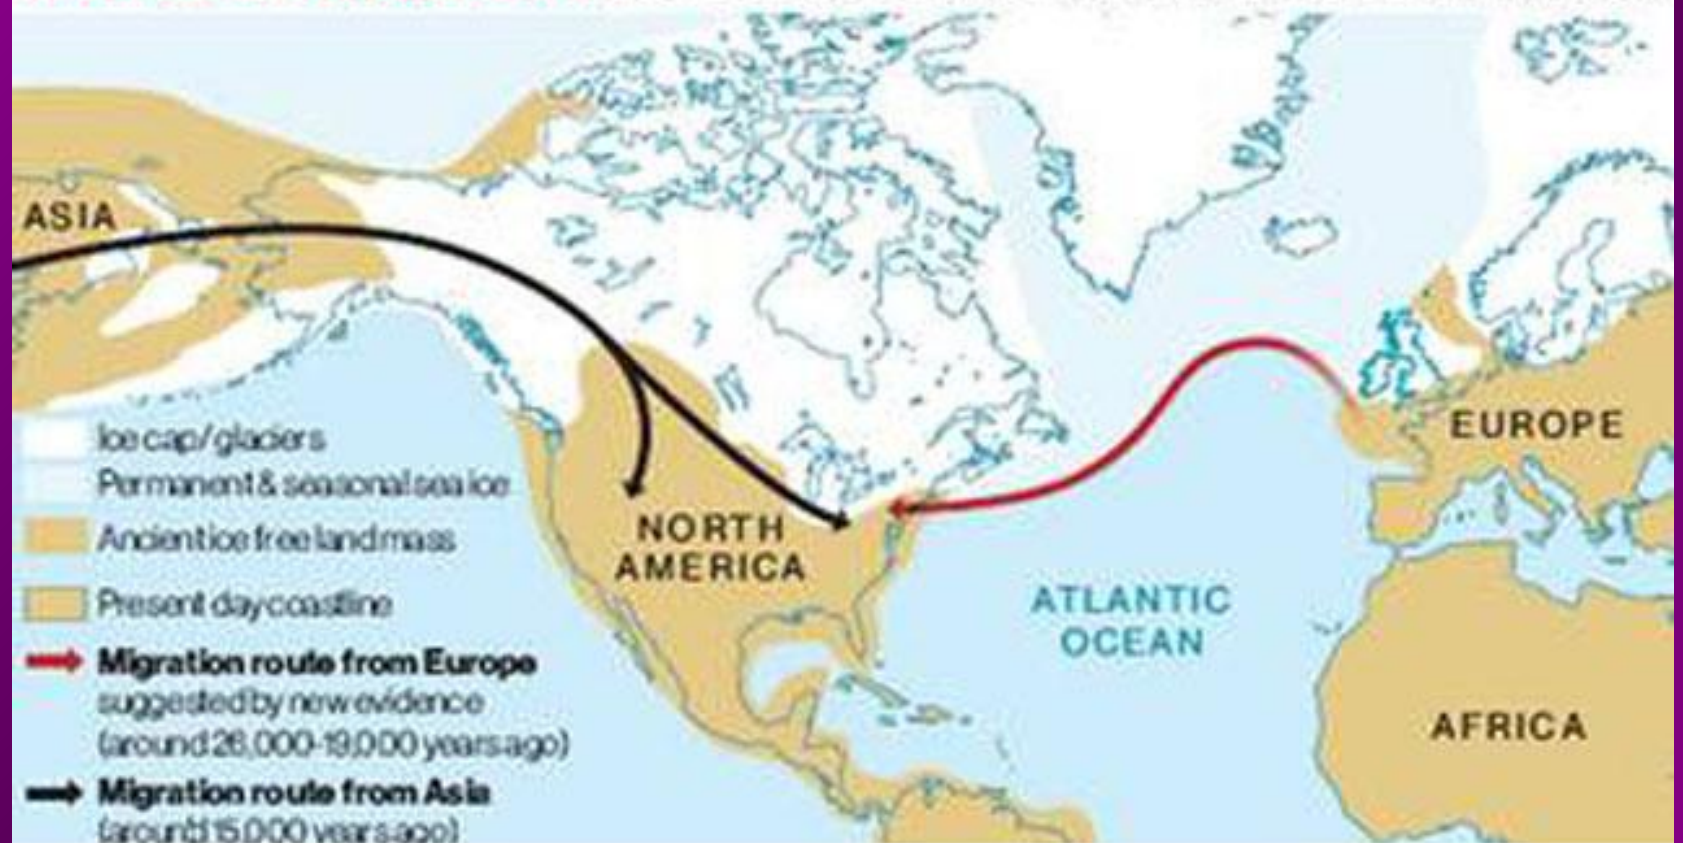 ASIA
EUROPE
NORTH
AMERICA
ATLANTIC
OCEAN
AFRICA
Ice cap/glaciers
Permanent & seasonal sea ice
Ancient ice free land mass
Present day coastline
Migration route from Europe
suggested by new evidence
(around 26,000-19,000 years ago)
Migration route from Asia
(around 15,000 years ago)